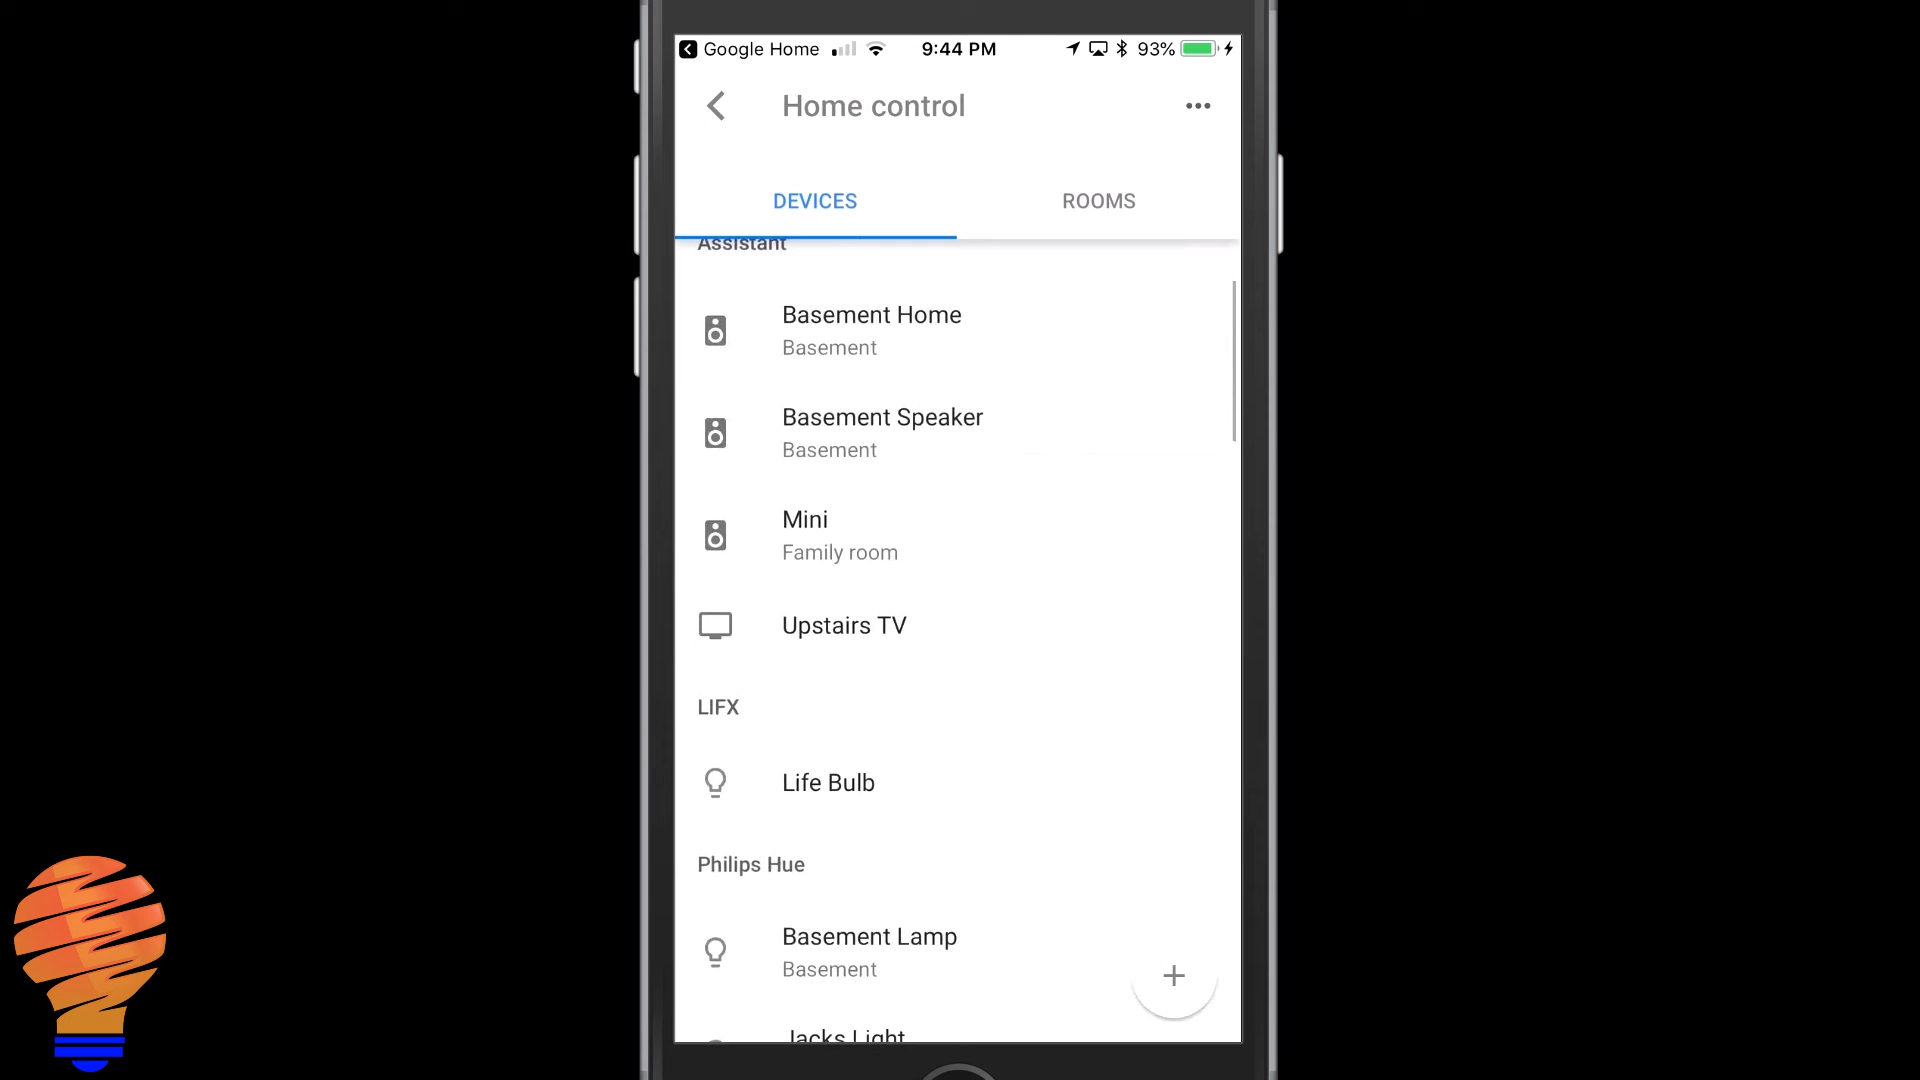 Google Home 9:44 PM 93%
Home control
DEVICES ROOMS
Assistant
Basement Home
Basement
Basement Speaker
Basement
Mini
Family room
Upstairs TV
LIFX
Life Bulb
Philips Hue
Basement Lamp
Basement
Jacks Light